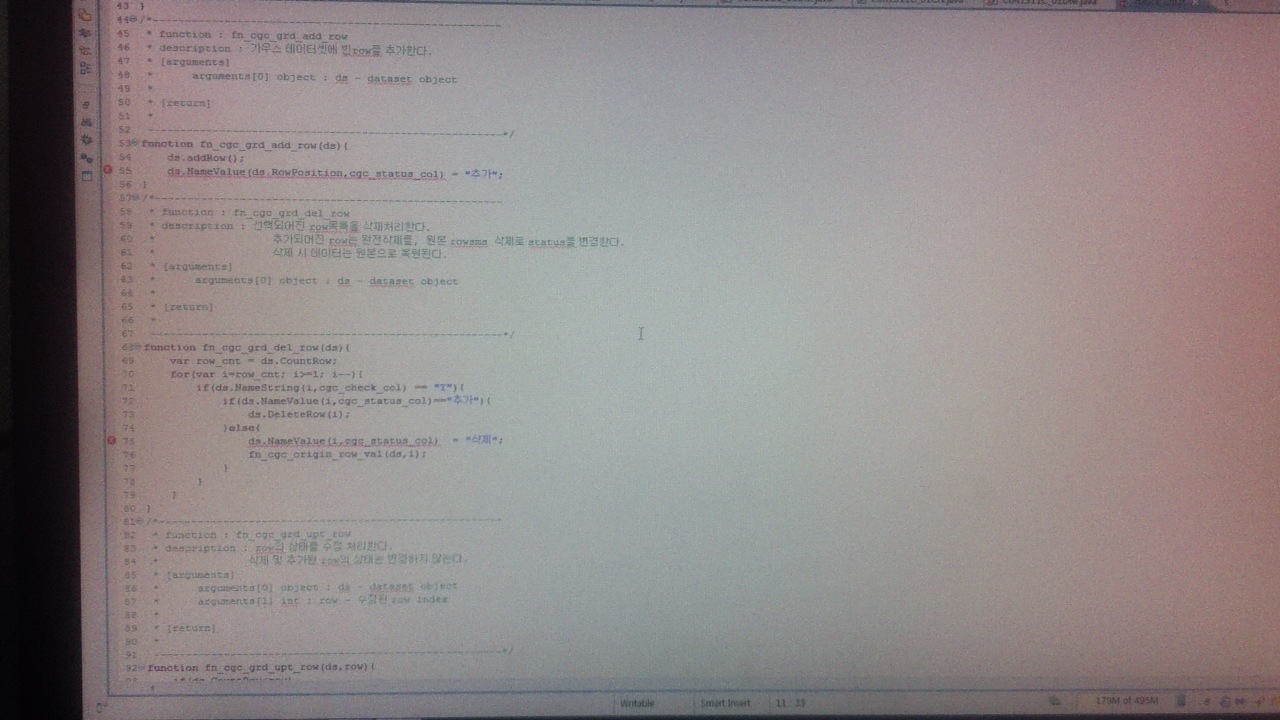 43 }
44 /*-----------------------------------------------------
45 * function : fn_cgc_grd_add_row
46 * description : 가우스 데이터셋에 빈row를 추가한다.
47 * [arguments]
48 * arguments[0] object : ds - dataset object
49 *
50 * [return]
51 *
52 -----------------------------------------------------*/
53 function fn_cgc_grd_add_row(ds){
54 ds.addRow();
55 ds.NameValue(ds.RowPosition,cgc_status_col) = "추가";
56 }
57 /*-----------------------------------------------------
58 * function : fn_cgc_grd_del_row
59 * description : 선택되어진 row목록을 삭제처리한다.
60 * 추가되어진 row는 완전삭제를, 원본 rowsms 삭제로 status를 변경한다.
61 * 삭제 시 데이터는 원본으로 복원된다.
62 * [arguments]
63 * arguments[0] object : ds - dataset object
64 *
65 * [return]
66 *
67 -----------------------------------------------------*/
68 function fn_cgc_grd_del_row(ds){
69 var row_cnt = ds.CountRow;
70 for(var i=row_cnt; i>=1; i--){
71 if(ds.NameString(i,cgc_check_col) == "T"){
72 if(ds.NameValue(i,cgc_status_col)=="추가"){
73 ds.DeleteRow(i);
74 }else{
75 ds.NameValue(i,cgc_status_col) = "삭제";
76 fn_cgc_origin_row_val(ds,i);
77 }
78 }
79 }
80 }
81 /*-----------------------------------------------------
82 * function : fn_cgc_grd_upt_row
83 * description : row의 상태를 수정 처리한다.
84 * 삭제 및 추가된 row의 상태는 변경하지 않는다.
85 * [arguments]
86 * arguments[0] object : ds - dataset object
87 * arguments[1] int : row - 수정된 row index
88 *
89 * [return]
90 *
91 -----------------------------------------------------*/
92 function fn_cgc_grd_upt_row(ds,row){
Writable Smart Insert 11 : 33 179M of 495M